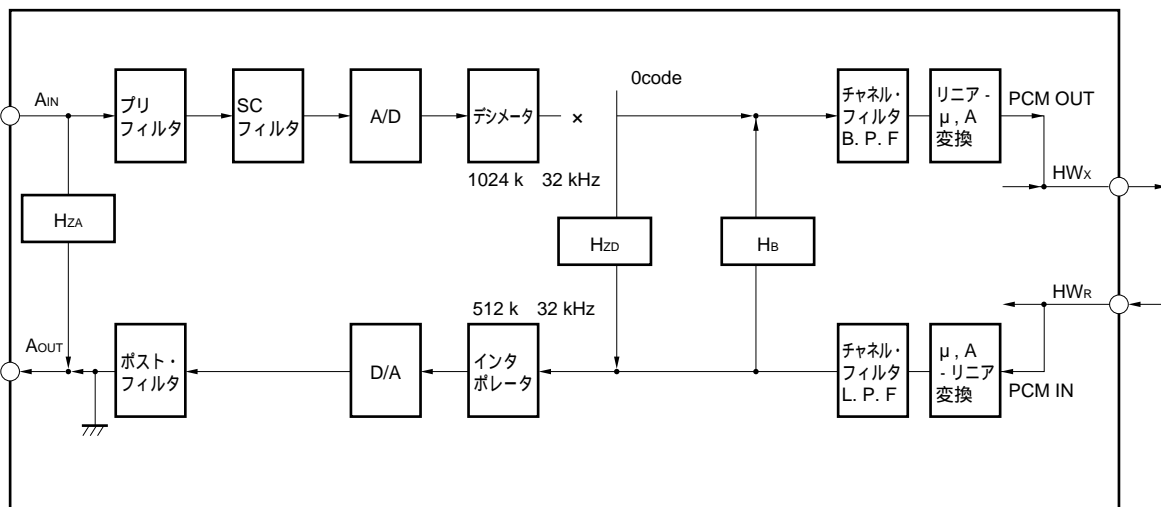 0code
AIN
プリ
フィルタ
SC
フィルタ
A/D
デシメータ
×
チャネル・
フィルタ
B. P. F
リニア -
μ , A
変換
PCM OUT
1024 k 32 kHz
HWX
HZA
HZD
HB
512 k 32 kHz
HWR
AOUT
ポスト・
フィルタ
D/A
インタ
ポレータ
チャネル・
フィルタ
L. P. F
μ , A
- リニア
変換
PCM IN